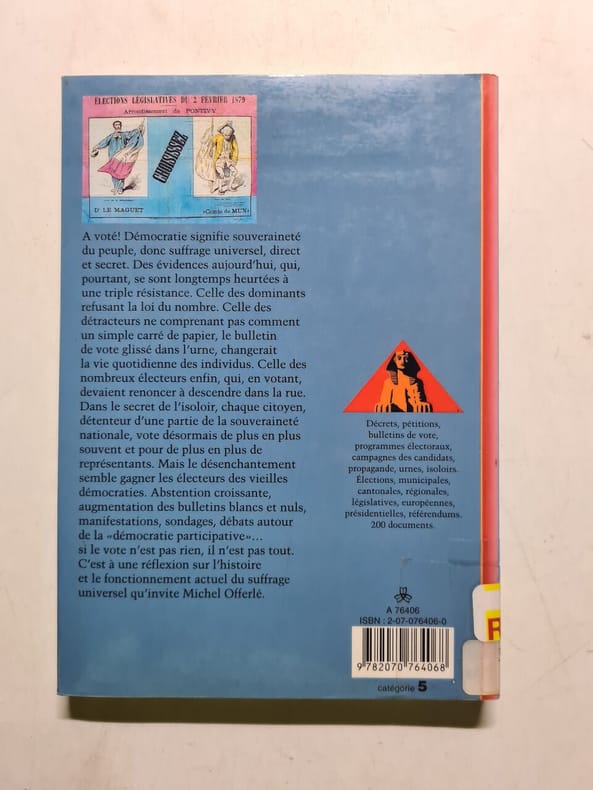 ÉLECTIONS LÉGISLATIVES DU 2 FÉVRIER 1879
Arrondissement de PONTIVY
CHOISISSEZ
Dr LE MAGUET
«Comte de MUN»
A voté! Démocratie signifie souveraineté
du peuple, donc suffrage universel, direct
et secret. Des évidences aujourd'hui, qui,
pourtant, se sont longtemps heurtées à
une triple résistance. Celle des dominants
refusant la loi du nombre. Celle des
détracteurs ne comprenant pas comment
un simple carré de papier, le bulletin
de vote glissé dans l'urne, changerait
la vie quotidienne des individus. Celle des
nombreux électeurs enfin, qui, en votant,
devaient renoncer à descendre dans la rue.
Dans le secret de l'isoloir, chaque citoyen,
détenteur d'une partie de la souveraineté
nationale, vote désormais de plus en plus
souvent et pour de plus en plus de
représentants. Mais le désenchantement
semble gagner les électeurs des vieilles
démocraties. Abstention croissante,
augmentation des bulletins blancs et nuls,
manifestations, sondages, débats autour
de la «démocratie participative»...
si le vote n'est pas rien, il n'est pas tout.
C'est à une réflexion sur l'histoire
et le fonctionnement actuel du suffrage
universel qu'invite Michel Offerlé.
Décrets, pétitions,
bulletins de vote,
programmes électoraux,
campagnes des candidats,
propagande, urnes, isoloirs.
Élections, municipales,
cantonales, régionales,
législatives, européennes,
présidentielles, référendums.
200 documents.
A 76406
ISBN : 2-07-076406-0
9 782070 764068
catégorie 5
R